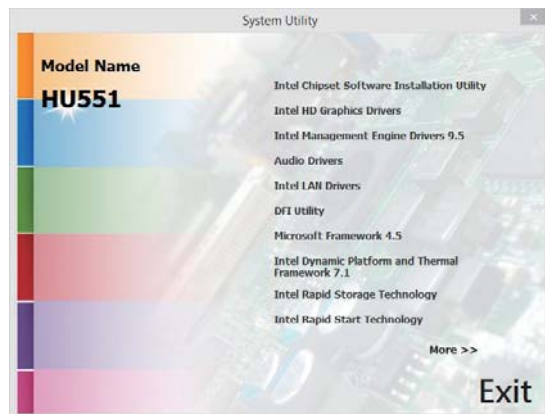 System Utility
Model Name
HU551
Intel Chipset Software Installation Utility
Intel HD Graphics Drivers
Intel Management Engine Drivers 9.5
Audio Drivers
Intel LAN Drivers
DFI Utility
Microsoft Framework 4.5
Intel Dynamic Platform and Thermal
Framework 7.1
Intel Rapid Storage Technology
Intel Rapid Start Technology
More >>
Exit